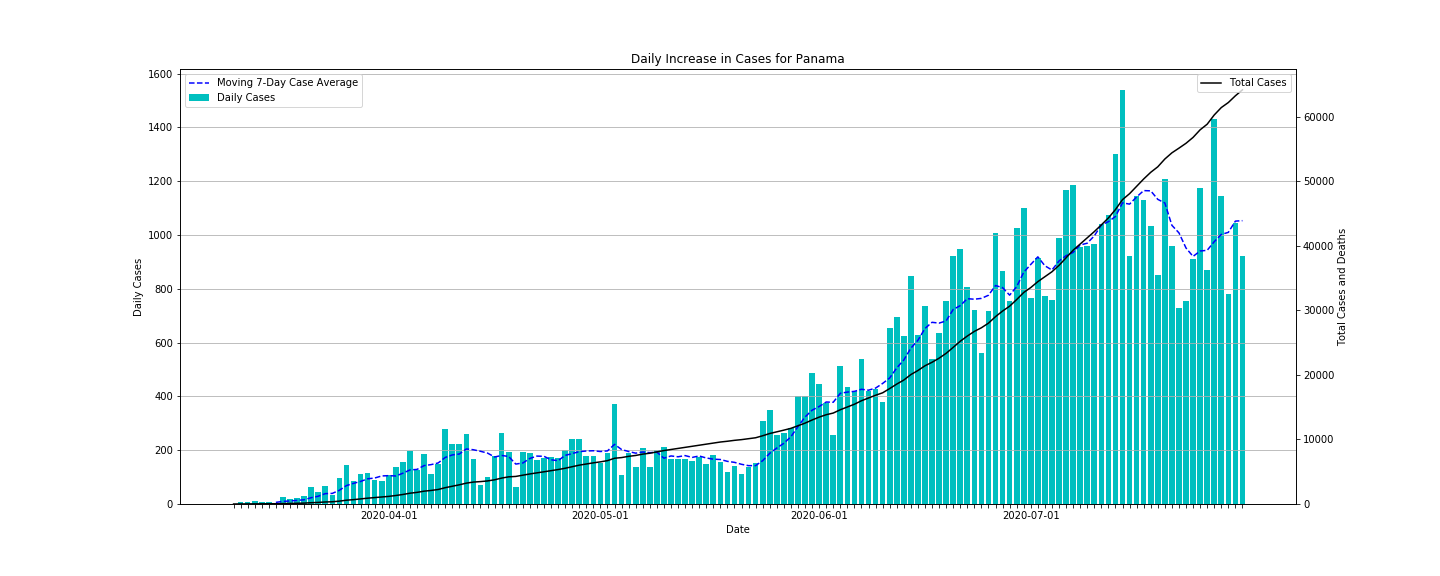 Daily Increase in Cases for Panama
Moving 7-Day Case Average
Daily Cases
Total Cases
1600
1400
1200
1000
800
600
400
200
0
Daily Cases
60000
50000
40000
30000
20000
10000
0
Total Cases and Deaths
2020-04-01
2020-05-01
2020-06-01
2020-07-01
Date